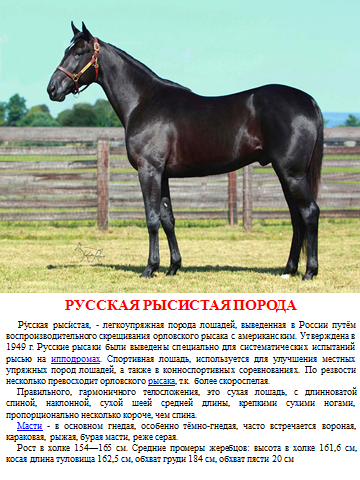 РУССКАЯ РЫСИСТАЯ ПОРОДА
Ру́сская рыси́стая, - легкоупряжная порода лошадей, выведенная в России путём
воспроизводительного скрещивания орловского рысака с американским. Утверждена в
1949 г. Русские рысаки были выведены специально для систематических испытаний
рысью на ипподромах. Спортивная лошадь, используется для улучшения местных
упряжных пород лошадей, а также в конноспортивных соревнованиях. По резвости
несколько превосходит орловского рысака, т.к. более скороспелая.
Правильного, гармоничного телосложения, это сухая лошадь, с длинноватой
спиной, наклонной, сухой шеей средней длины, крепкими сухими ногами,
пропорционально несколько короче, чем спина.
Масти - в основном гнедая, особенно тёмно-гнедая, часто встречается вороная,
караковая, рыжая, бурая масти, реже серая.
Рост в холке 154—165 см. Средние промеры жеребцов: высота в холке 161,6 см,
косая длина туловища 162,5 см, обхват груди 184 см, обхват пясти 20 см